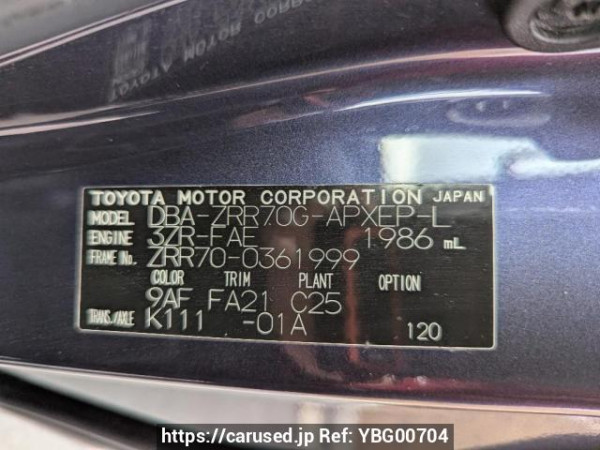 TOYOTA MOTOR CORPORATION JAPAN
MODEL DBA-ZRR70G-APXEP-L
ENGINE 3ZR-FAE 1986 mL
FRAME No. ZRR70-0361999
COLOR TRIM PLANT OPTION
9AF FA21 C25
TRANS./AXLE K111 -01A 120
https://carused.jp Ref: YBG00704